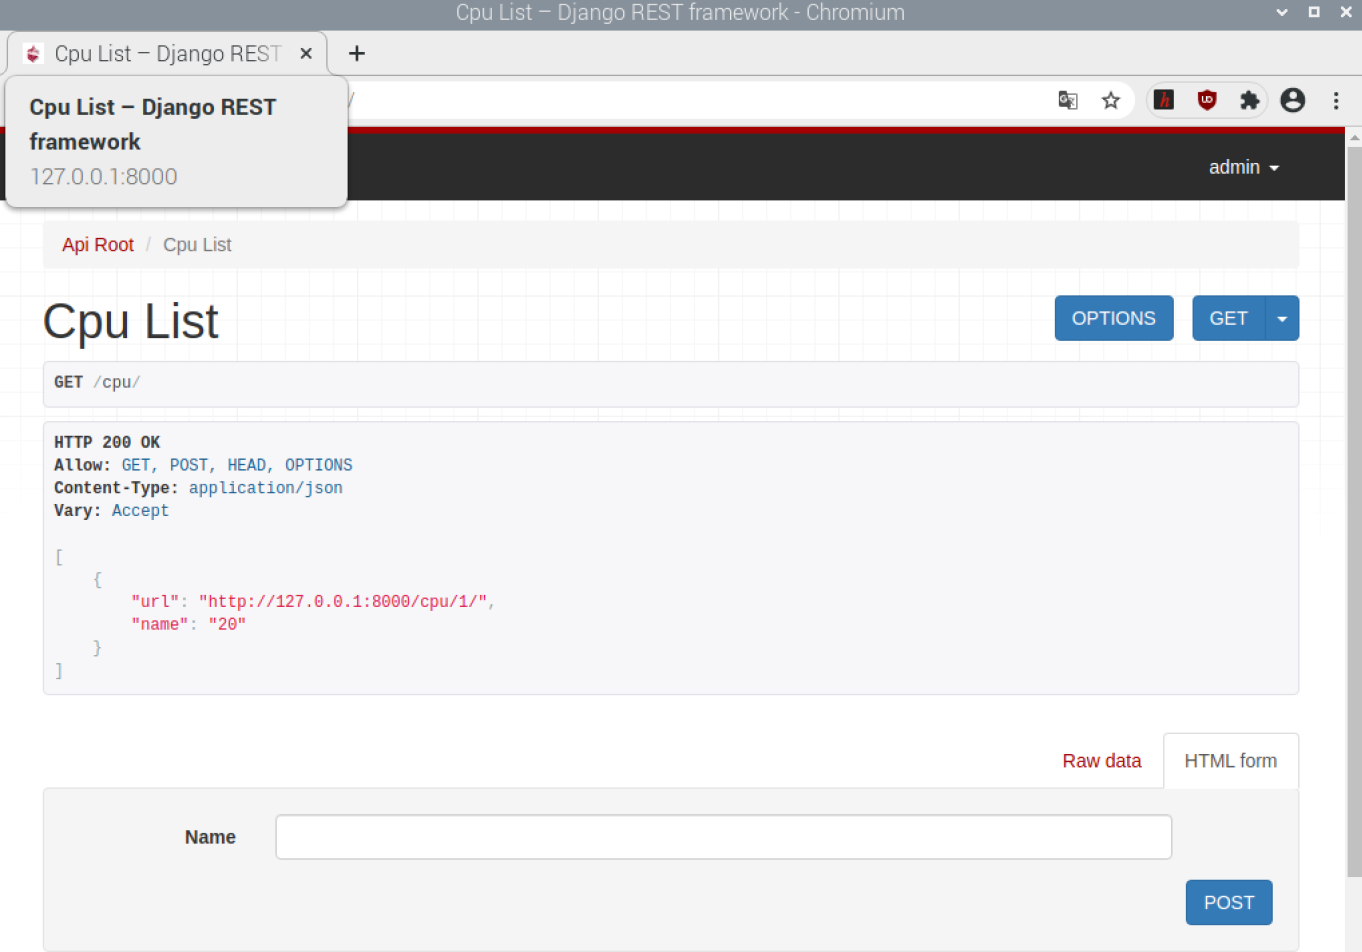 Cpu List – Django REST framework - Chromium
Cpu List – Django REST
Cpu List – Django REST
framework
127.0.0.1:8000
/
admin
Api Root / Cpu List
Cpu List
OPTIONS
GET
GET /cpu/
HTTP 200 OK
Allow: GET, POST, HEAD, OPTIONS
Content-Type: application/json
Vary: Accept
[
{
"url": "http://127.0.0.1:8000/cpu/1/",
"name": "20"
}
]
Raw data
HTML form
Name
POST